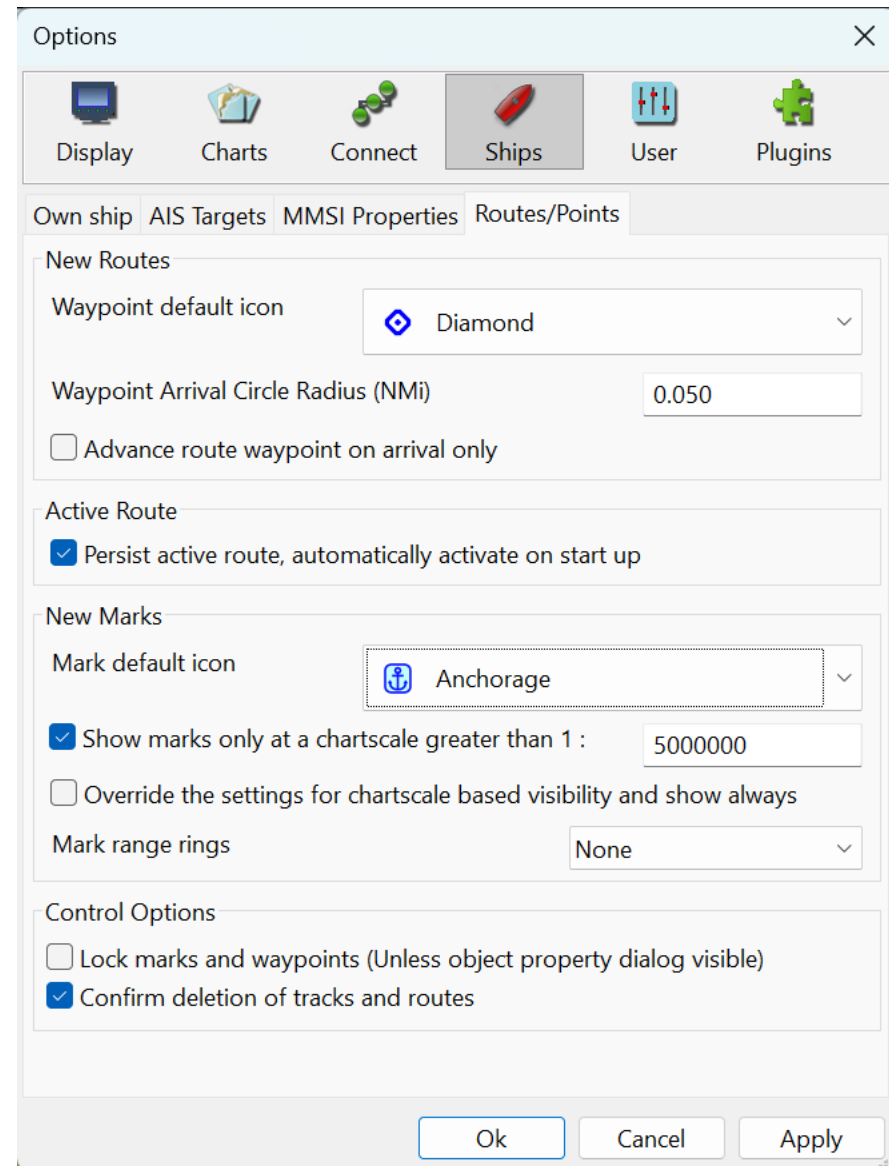 Options
Display Charts Connect Ships User Plugins
Own ship AIS Targets MMSI Properties Routes/Points
New Routes
Waypoint default icon Diamond
Waypoint Arrival Circle Radius (NMi) 0.050
Advance route waypoint on arrival only
Active Route
Persist active route, automatically activate on start up
New Marks
Mark default icon Anchorage
Show marks only at a chartscale greater than 1 : 5000000
Override the settings for chartscale based visibility and show always
Mark range rings None
Control Options
Lock marks and waypoints (Unless object property dialog visible)
Confirm deletion of tracks and routes
Ok Cancel Apply